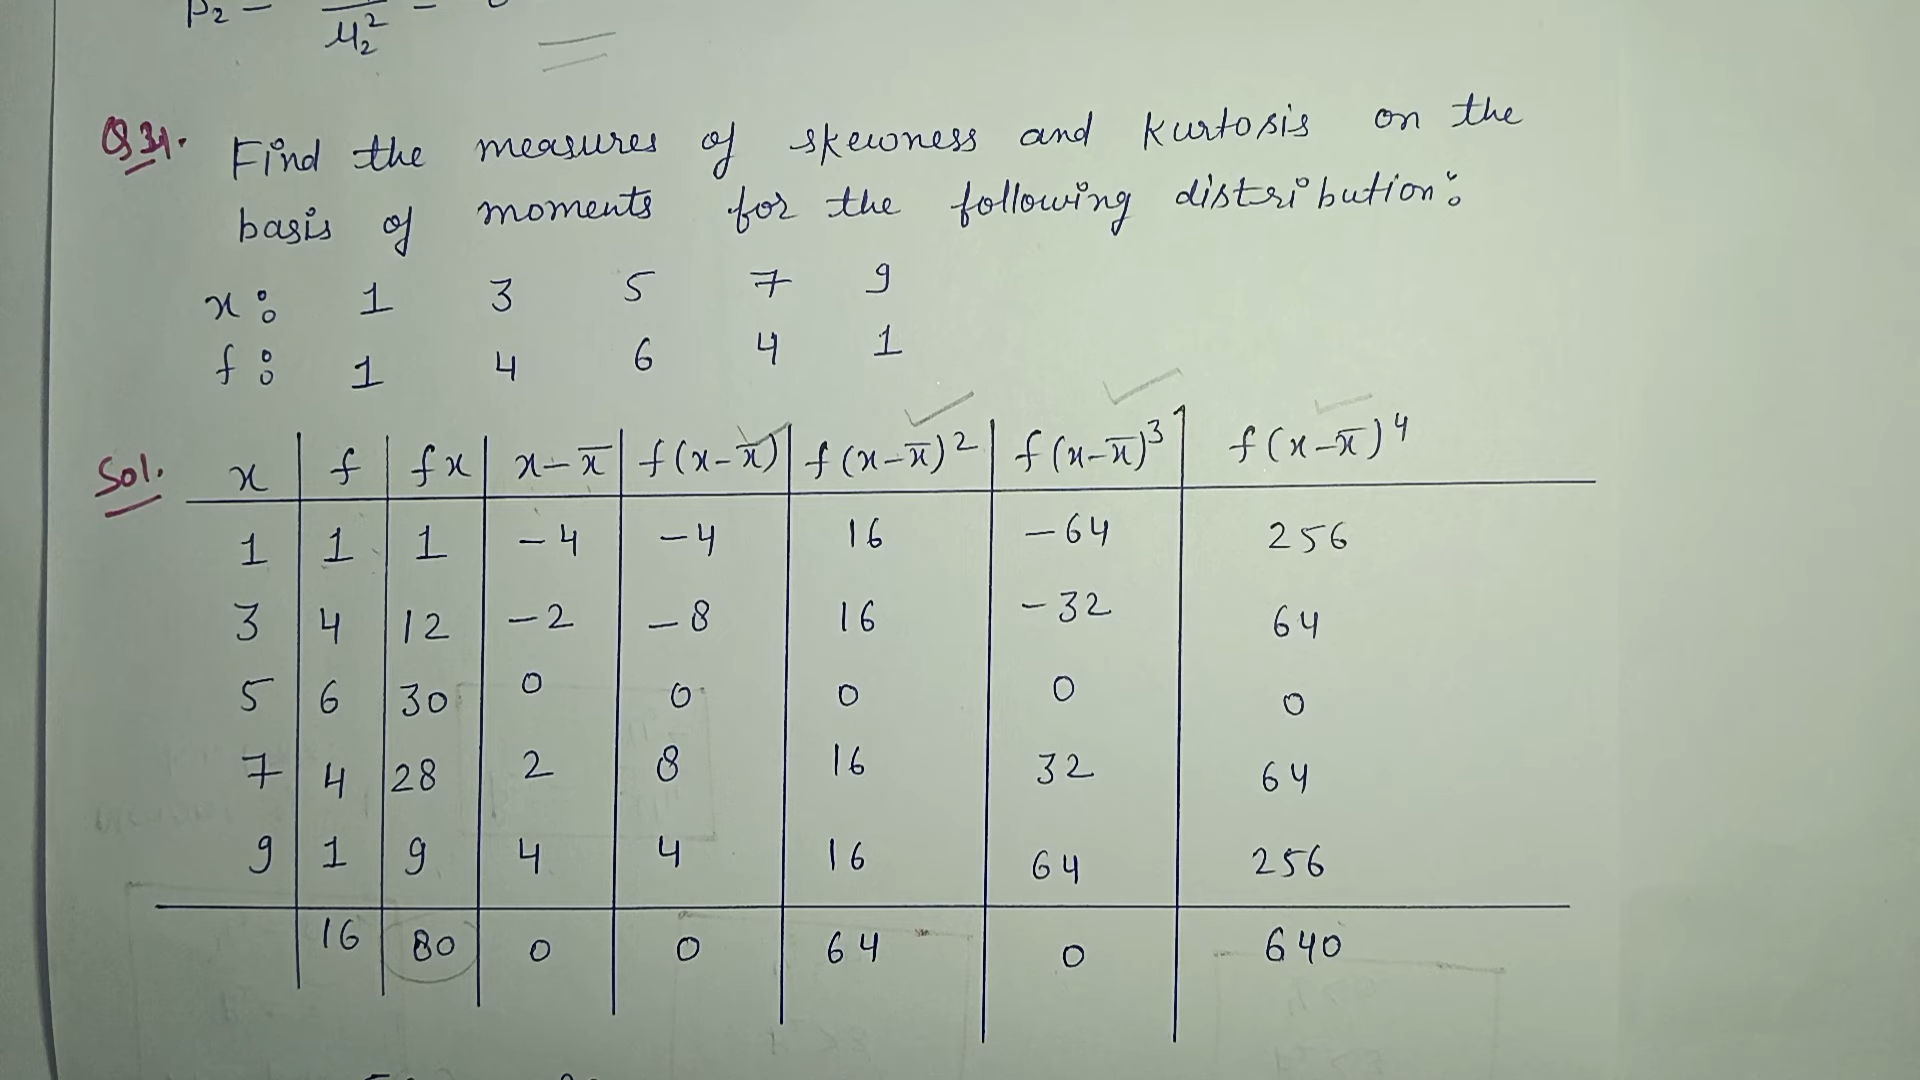 β₂ =
μ₂²
Q31. Find the measures of skewness and kurtosis on the
basis of moments for the following distribution:
x: 1 3 5 7 9
f: 1 4 6 4 1
Sol. x | f | fx | x-x̄ | f(x-x̄) | f(x-x̄)² | f(x-x̄)³ | f(x-x̄)⁴
1 | 1 | 1 | -4 | -4 | 16 | -64 | 256
3 | 4 | 12 | -2 | -8 | 16 | -32 | 64
5 | 6 | 30 | 0 | 0 | 0 | 0 | 0
7 | 4 | 28 | 2 | 8 | 16 | 32 | 64
9 | 1 | 9 | 4 | 4 | 16 | 64 | 256
16 | 80 | 0 | 0 | 64 | 0 | 640